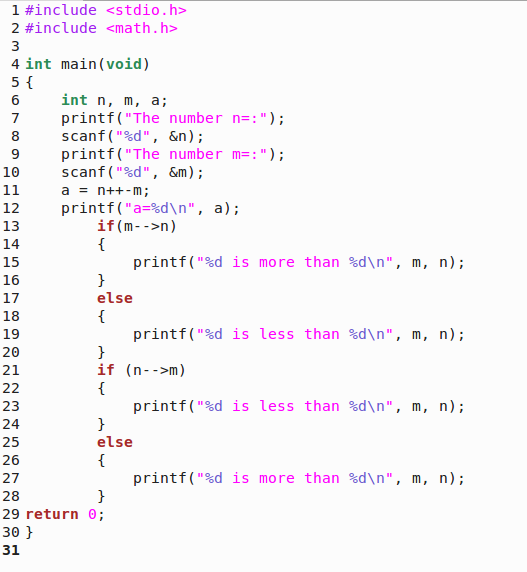 1 #include <stdio.h>
2 #include <math.h>
3
4 int main(void)
5 {
6     int n, m, a;
7     printf("The number n=:");
8     scanf("%d", &n);
9     printf("The number m=:");
10     scanf("%d", &m);
11     a = n++-m;
12     printf("a=%d\n", a);
13         if(m-->n)
14         {
15             printf("%d is more than %d\n", m, n);
16         }
17         else
18         {
19             printf("%d is less than %d\n", m, n);
20         }
21         if (n-->m)
22         {
23             printf("%d is less than %d\n", m, n);
24         }
25         else
26         {
27             printf("%d is more than %d\n", m, n);
28         }
29 return 0;
30 }
31